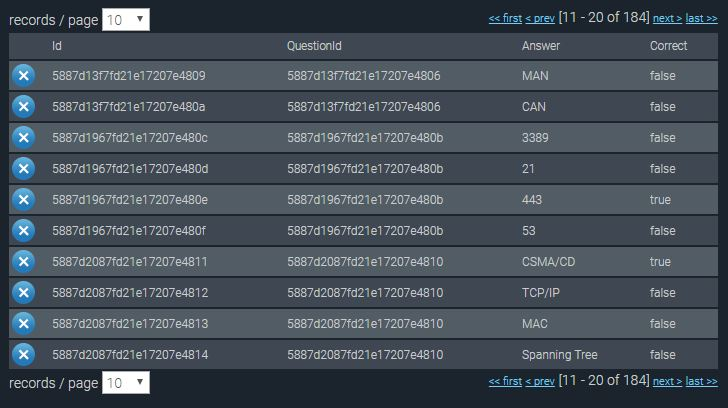 records / page 10 << first < prev [11 - 20 of 184] next > last >>
Id QuestionId Answer Correct
5887d13f7fd21e17207e4809 5887d13f7fd21e17207e4806 MAN false
5887d13f7fd21e17207e480a 5887d13f7fd21e17207e4806 CAN false
5887d1967fd21e17207e480c 5887d1967fd21e17207e480b 3389 false
5887d1967fd21e17207e480d 5887d1967fd21e17207e480b 21 false
5887d1967fd21e17207e480e 5887d1967fd21e17207e480b 443 true
5887d1967fd21e17207e480f 5887d1967fd21e17207e480b 53 false
5887d2087fd21e17207e4811 5887d2087fd21e17207e4810 CSMA/CD true
5887d2087fd21e17207e4812 5887d2087fd21e17207e4810 TCP/IP false
5887d2087fd21e17207e4813 5887d2087fd21e17207e4810 MAC false
5887d2087fd21e17207e4814 5887d2087fd21e17207e4810 Spanning Tree false
records / page 10 << first < prev [11 - 20 of 184] next > last >>